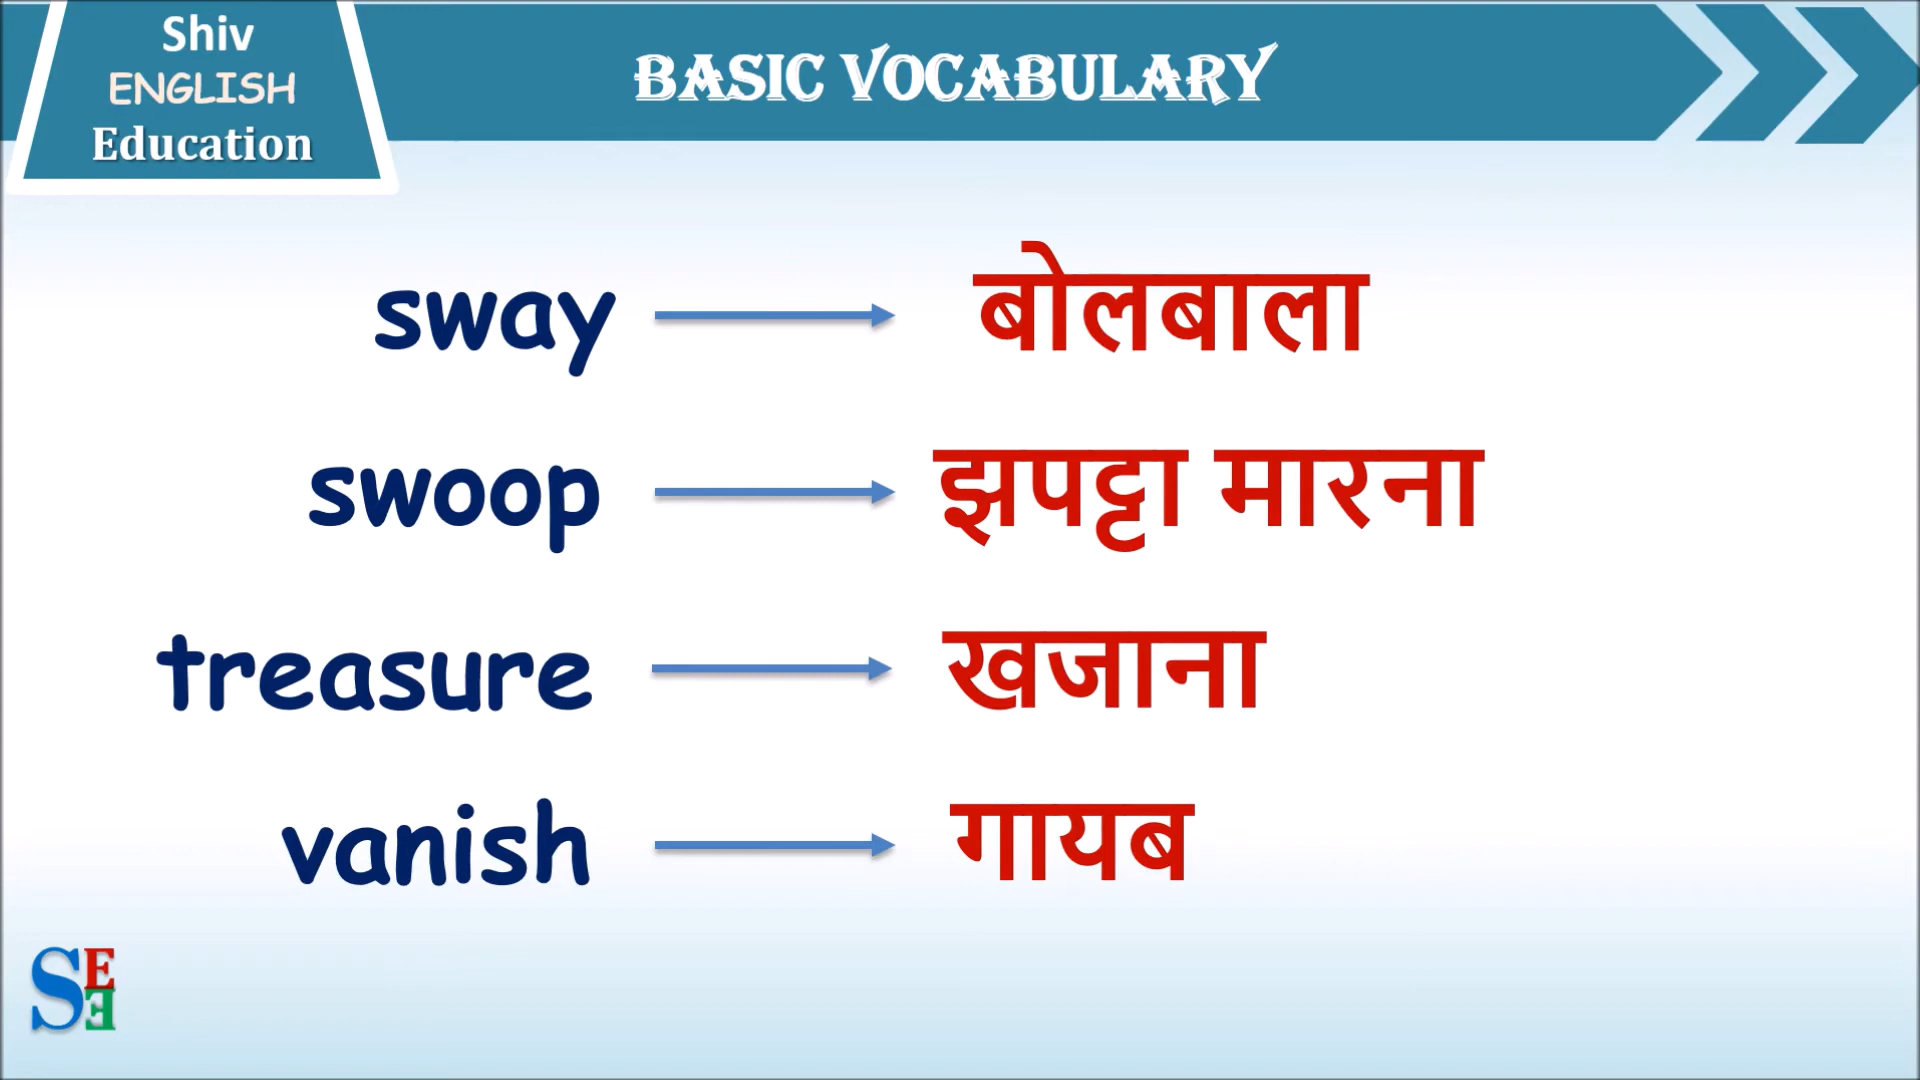 Shiv
ENGLISH
Education
BASIC VOCABULARY
sway बोलबाला
swoop झपट्टा मारना
treasure खजाना
vanish गायब
SEE